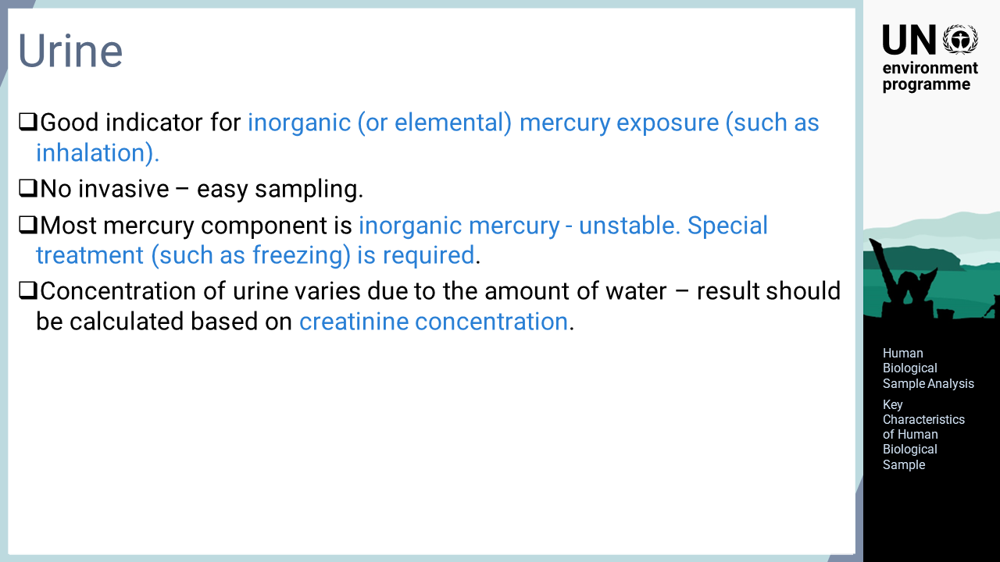 Urine
❑Good indicator for inorganic (or elemental) mercury exposure (such as
inhalation).
❑No invasive – easy sampling.
❑Most mercury component is inorganic mercury - unstable. Special
treatment (such as freezing) is required.
❑Concentration of urine varies due to the amount of water – result should
be calculated based on creatinine concentration.
UN
environment
programme
Human
Biological
Sample Analysis
Key
Characteristics
of Human
Biological
Sample